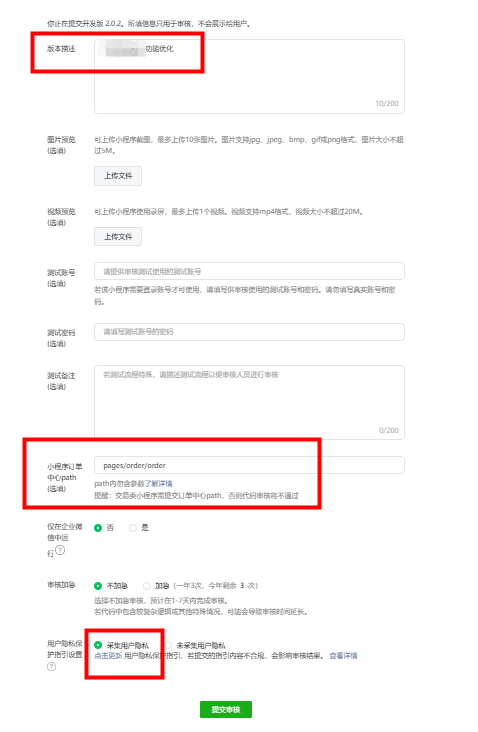 你正在提交开发版 2.0.2。所填信息只用于审核，不会展示给用户。
版本描述
功能优化
10/200
图片预览
(选填)
可上传小程序截图，最多上传10张图片。图片支持jpg、jpeg、bmp、gif或png格式，图片大小不超
过5M。
上传文件
视频预览
(选填)
可上传小程序使用录屏，最多上传1个视频。视频支持mp4格式，视频大小不超过20M。
上传文件
测试账号
(选填)
请提供审核测试使用的测试账号
若该小程序需要登录账号才可使用，请填写供审核使用的测试账号和密码。请勿填写真实账号和密
码。
测试密码
(选填)
请填写测试账号的密码
测试备注
(选填)
若测试流程特殊，请描述测试流程以便审核人员进行审核
0/200
小程序订单
中心path
(选填)
pages/order/order
path内勿含参数了解详情
提醒：交易类小程序需提交订单中心path，否则代码审核将不通过
仅在企业微
信中运
行?
否 是
审核加急
不加急 加急（一年3次，今年剩余 3 次）
选择不加急审核，预计在1-7天内完成审核。
若代码中包含较复杂逻辑或其他特殊情况，可能会导致审核时间延长。
用户隐私保
护指引设置
?
采集用户隐私 未采集用户隐私
点击更新 用户隐私保护指引，若提交的指引内容不合规，会影响审核结果。 查看详情
提交审核